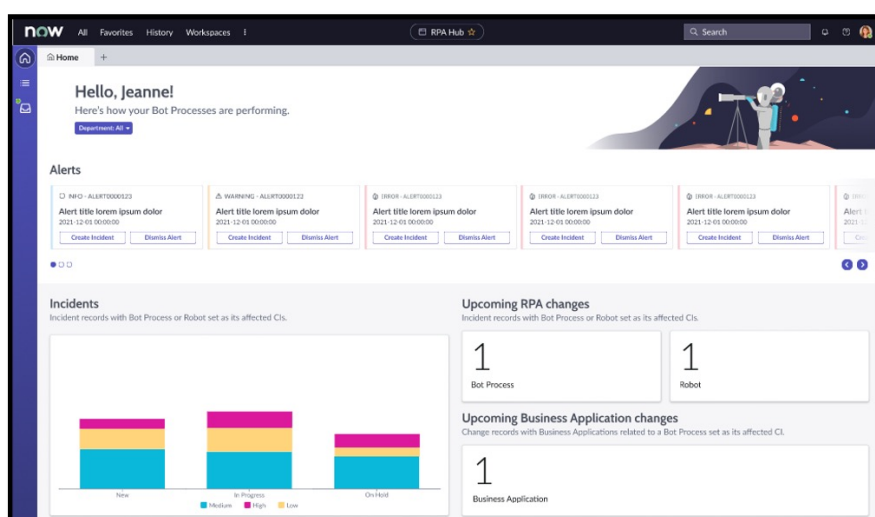 now All Favorites History Workspaces RPA Hub Search
Home +
Hello, Jeanne!
Here's how your Bot Processes are performing.
Department: All
Alerts
INFO - ALERT0000123
Alert title lorem ipsum dolor
2021-12-01 00:00:00
Create Incident Dismiss Alert
WARNING - ALERT0000123
Alert title lorem ipsum dolor
2021-12-01 00:00:00
Create Incident Dismiss Alert
ERROR - ALERT0000123
Alert title lorem ipsum dolor
2021-12-01 00:00:00
Create Incident Dismiss Alert
ERROR - ALERT0000123
Alert title lorem ipsum dolor
2021-12-01 00:00:00
Create Incident Dismiss Alert
ERROR - ALERT0000123
Alert title lorem ipsum dolor
2021-12-01 00:00:00
Create Incident Dismiss Alert
Incidents
Incident records with Bot Process or Robot set as its affected CIs.
New In Progress On Hold
Medium High Low
Upcoming RPA changes
Incident records with Bot Process or Robot set as its affected CIs.
1
Bot Process
1
Robot
Upcoming Business Application changes
Change records with Business Applications related to a Bot Process set as its affected CI.
1
Business Application